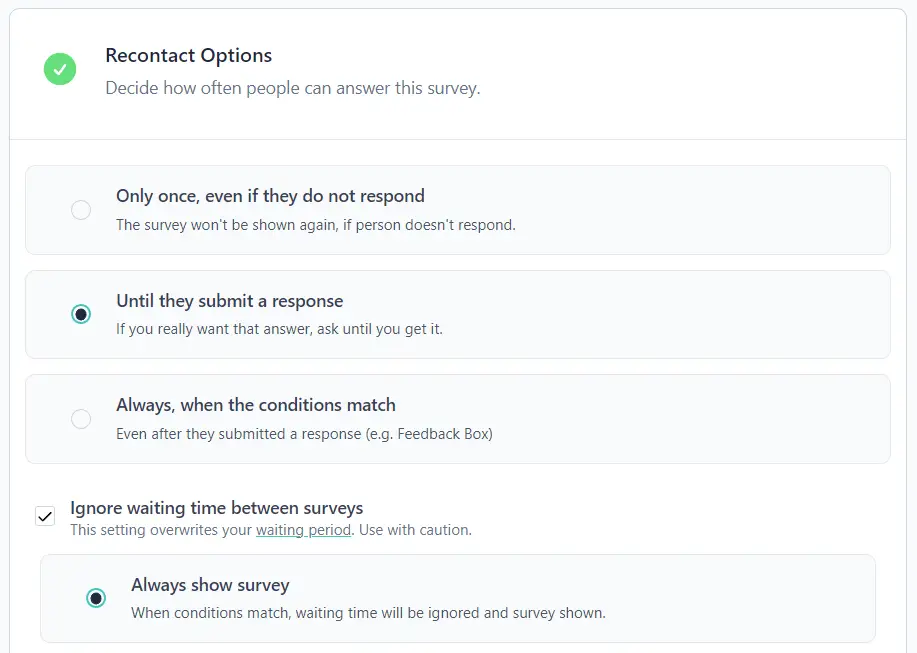 Recontact Options
Decide how often people can answer this survey.
Only once, even if they do not respond
The survey won't be shown again, if person doesn't respond.
Until they submit a response
If you really want that answer, ask until you get it.
Always, when the conditions match
Even after they submitted a response (e.g. Feedback Box)
Ignore waiting time between surveys
This setting overwrites your waiting period. Use with caution.
Always show survey
When conditions match, waiting time will be ignored and survey shown.